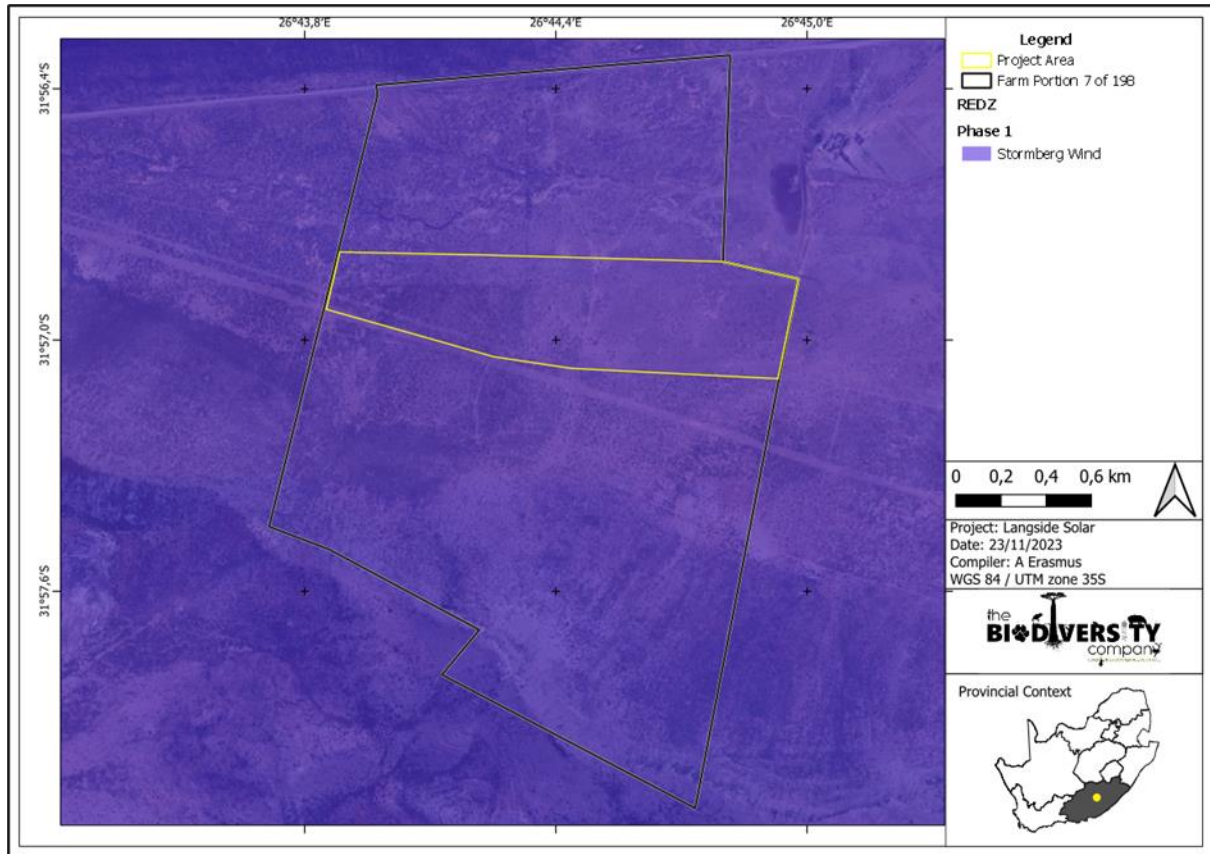 26°43,8'E 26°44,4'E 26°45,0'E
31°56,4'S
31°57,0'S
31°57,6'S
Legend
Project Area
Farm Portion 7 of 198
REDZ
Phase 1
Stormberg Wind
0 0,2 0,4 0,6 km
Project: Langside Solar
Date: 23/11/2023
Compiler: A Erasmus
WGS 84 / UTM zone 35S
the
BIODIVERSITY
company
Provincial Context